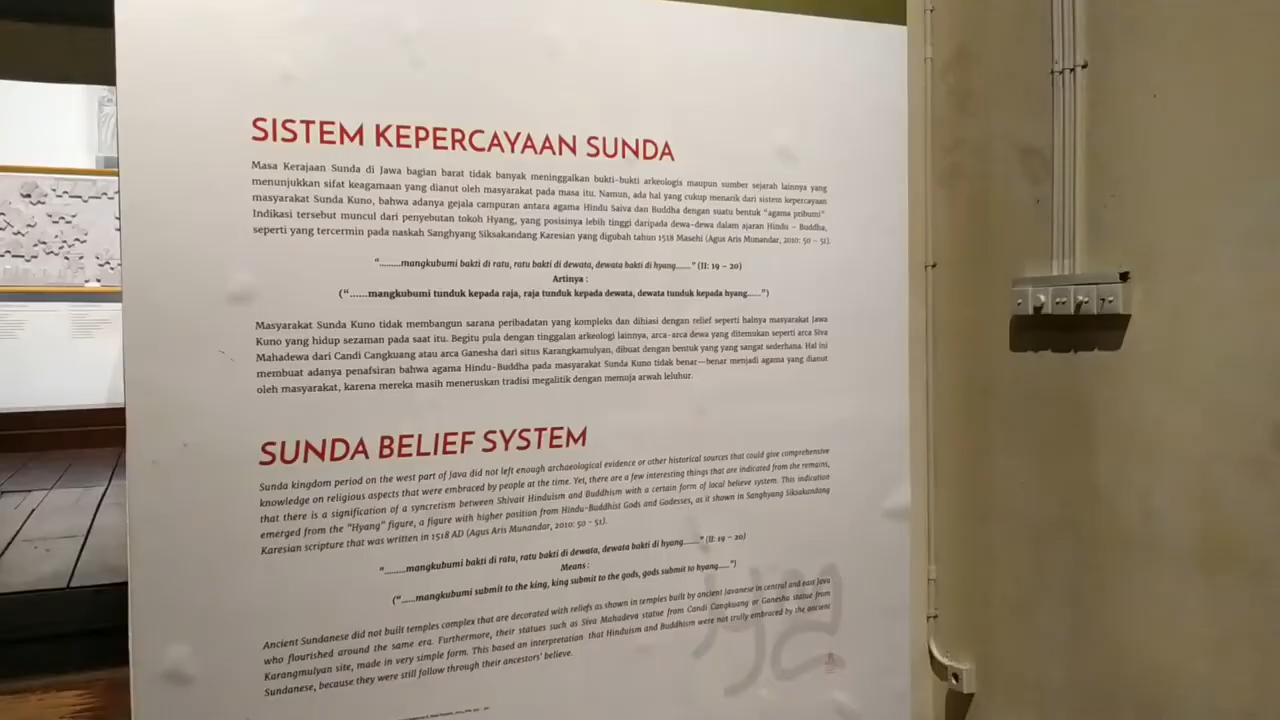 SISTEM KEPERCAYAAN SUNDA
Masa Kerajaan Sunda di Jawa bagian barat tidak banyak meninggalkan bukti-bukti arkeologis maupun sumber sejarah lainnya yang
menunjukkan sifat keagamaan yang dianut oleh masyarakat pada masa itu. Namun, ada hal yang cukup menarik dari sistem kepercayaan
masyarakat Sunda Kuno, bahwa adanya gejala campuran antara agama Hindu Saiva dan Buddha dengan suatu bentuk "agama pribumi"
Indikasi tersebut muncul dari penyebutan tokoh Hyang, yang posisinya lebih tinggi daripada dewa-dewa dalam ajaran Hindu – Buddha,
seperti yang tercermin pada naskah Sanghyang Siksakandang Karesian yang digubah tahun 1518 Masehi (Agus Aris Munandar, 2010: 50 – 51).
".........mangkubumi bakti di ratu, ratu bakti di dewata, dewata bakti di hyang......." (II: 19 – 20)
Artinya :
("......mangkubumi tunduk kepada raja, raja tunduk kepada dewata, dewata tunduk kepada hyang......")
Masyarakat Sunda Kuno tidak membangun sarana peribadatan yang kompleks dan dihiasi dengan relief seperti halnya masyarakat Jawa
Kuno yang hidup sezaman pada saat itu. Begitu pula dengan tinggalan arkeologi lainnya, arca-arca dewa yang ditemukan seperti arca Siva
Mahadewa dari Candi Cangkuang atau arca Ganesha dari situs Karangkamulyan, dibuat dengan bentuk yang yang sangat sederhana. Hal ini
membuat adanya penafsiran bahwa agama Hindu-Buddha pada masyarakat Sunda Kuno tidak benar—benar menjadi agama yang dianut
oleh masyarakat, karena mereka masih meneruskan tradisi megalitik dengan memuja arwah leluhur.
SUNDA BELIEF SYSTEM
Sunda kingdom period on the west part of Java did not left enough archaeological evidence or other historical sources that could give comprehensive
knowledge on religious aspects that were embraced by people at the time. Yet, there are a few interesting things that are indicated from the remains,
that there is a signification of a syncretism between Shivait Hinduism and Buddhism with a certain form of local believe system. This indication
emerged from the "Hyang" figure, a figure with higher position from Hindu-Buddhist Gods and Godesses, as it shown in Sanghyang Siksakandang
Karesian scripture that was written in 1518 AD (Agus Aris Munandar, 2010: 50 - 51).
".........mangkubumi bakti di ratu, ratu bakti di dewata, dewata bakti di hyang......." (II: 19 – 20)
Means :
("......mangkubumi submit to the king, king submit to the gods, gods submit to hyang.....")
Ancient Sundanese did not built temples complex that are decorated with reliefs as shown in temples built by ancient Javanese in central and east Java
who flourished around the same era. Furthermore, their statues such as Siva Mahadeva statue from Candi Cangkuang or Ganesha statue from
Karangmulyan site, made in very simple form. This based an interpretation that Hinduism and Buddhism were not trully embraced by the ancient
Sundanese, because they were still follow through their ancestors' believe.